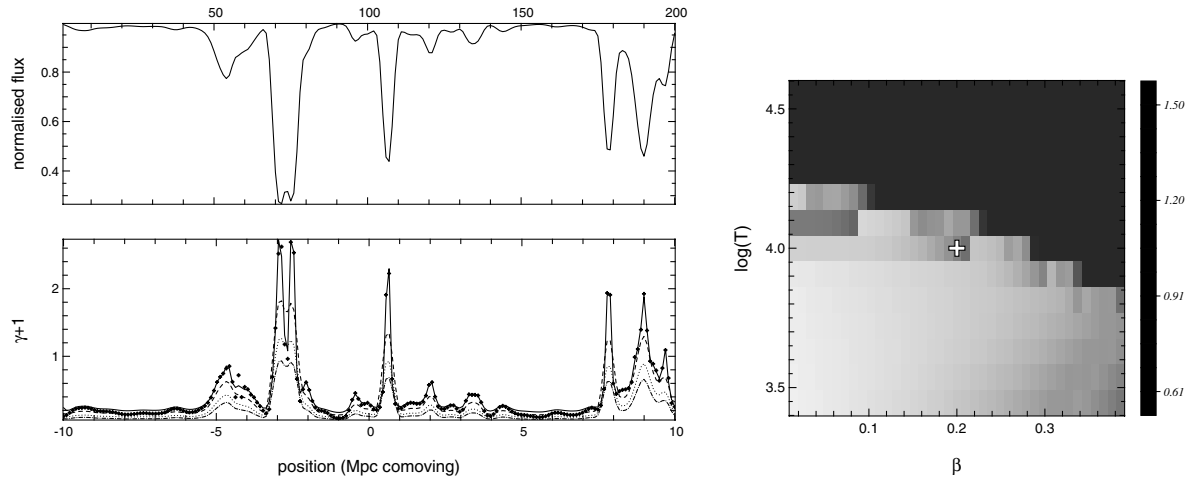 50 100 150 200
0.8
0.4
normalised flux
2
1
γ+1
-10 -5 0 5 10
position (Mpc comoving)
4.5
4.0
3.5
log(T)
0.1 0.2 0.3
β
1.50
1.20
0.91
0.61